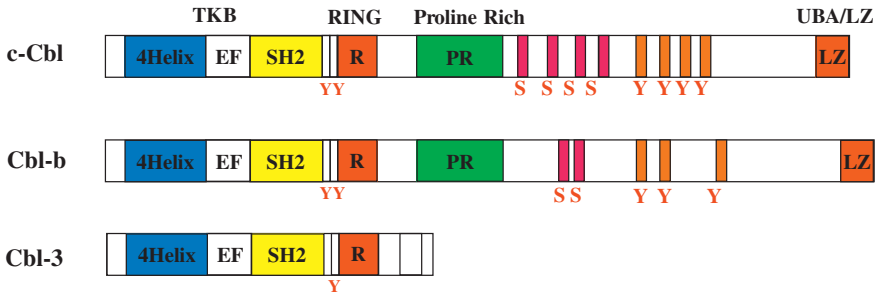 TKB RING Proline Rich UBA/LZ
c-Cbl 4Helix EF SH2 R PR LZ
YY S S S S Y Y Y Y
Cbl-b 4Helix EF SH2 R PR LZ
YY S S Y Y Y
Cbl-3 4Helix EF SH2 R
Y